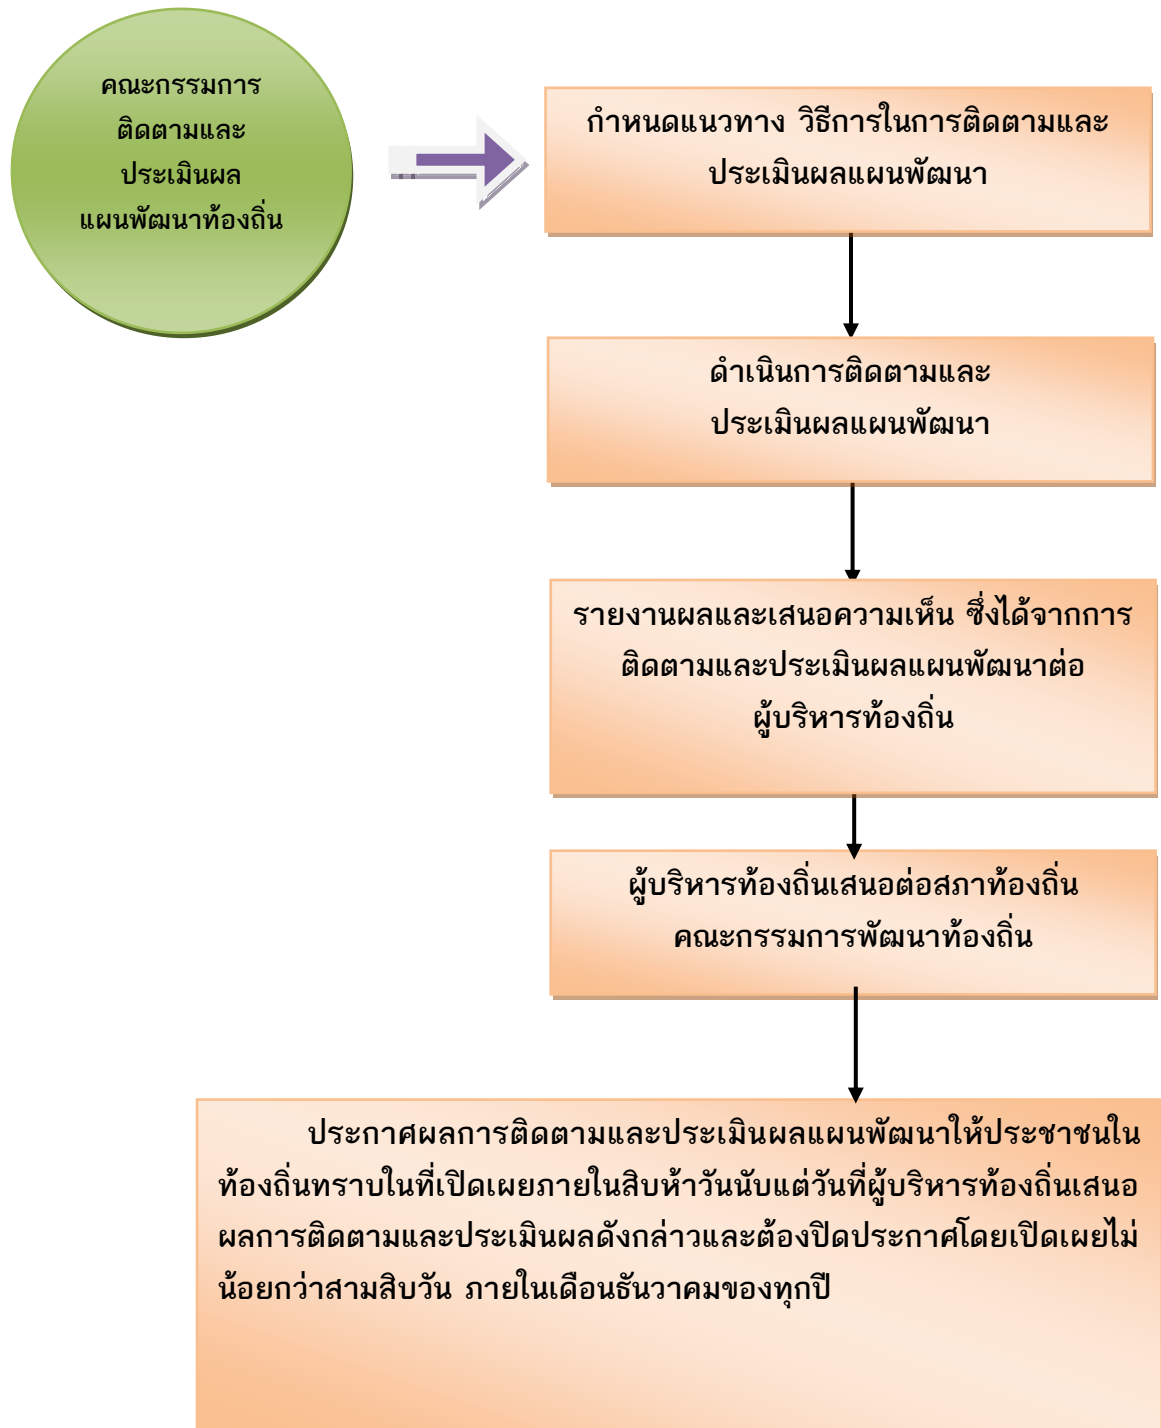 คณะกรรมการ
ติดตามและ
ประเมินผล
แผนพัฒนาท้องถิ่น
กำหนดแนวทาง วิธีการในการติดตามและ
ประเมินผลแผนพัฒนา
ดำเนินการติดตามและ
ประเมินผลแผนพัฒนา
รายงานผลและเสนอความเห็น ซึ่งได้จากการ
ติดตามและประเมินผลแผนพัฒนาต่อ
ผู้บริหารท้องถิ่น
ผู้บริหารท้องถิ่นเสนอต่อสภาท้องถิ่น
คณะกรรมการพัฒนาท้องถิ่น
ประกาศผลการติดตามและประเมินผลแผนพัฒนาให้ประชาชนใน
ท้องถิ่นทราบในที่เปิดเผยภายในสิบห้าวันนับแต่วันที่ผู้บริหารท้องถิ่นเสนอ
ผลการติดตามและประเมินผลดังกล่าวและต้องปิดประกาศโดยเปิดเผยไม่
น้อยกว่าสามสิบวัน ภายในเดือนธันวาคมของทุกปี